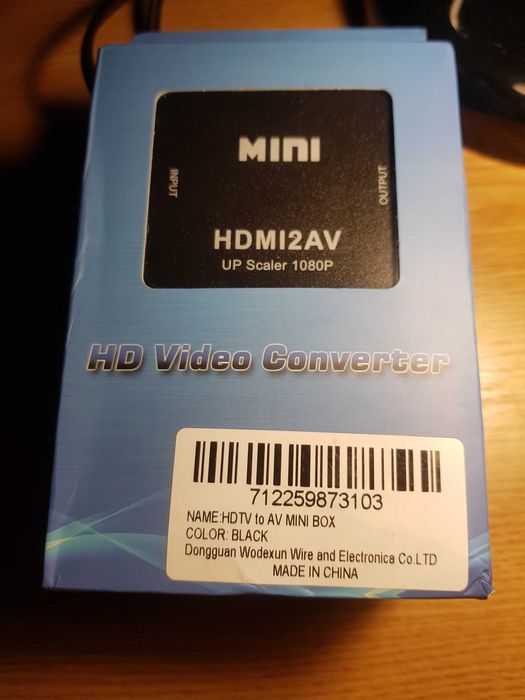 MINI
INPUT
OUTPUT
HDMI2AV
UP Scaler 1080P
HD Video Converter
712259873103
NAME:HDTV to AV MINI BOX
COLOR: BLACK
Dongguan Wodexun Wire and Electronica Co.LTD
MADE IN CHINA